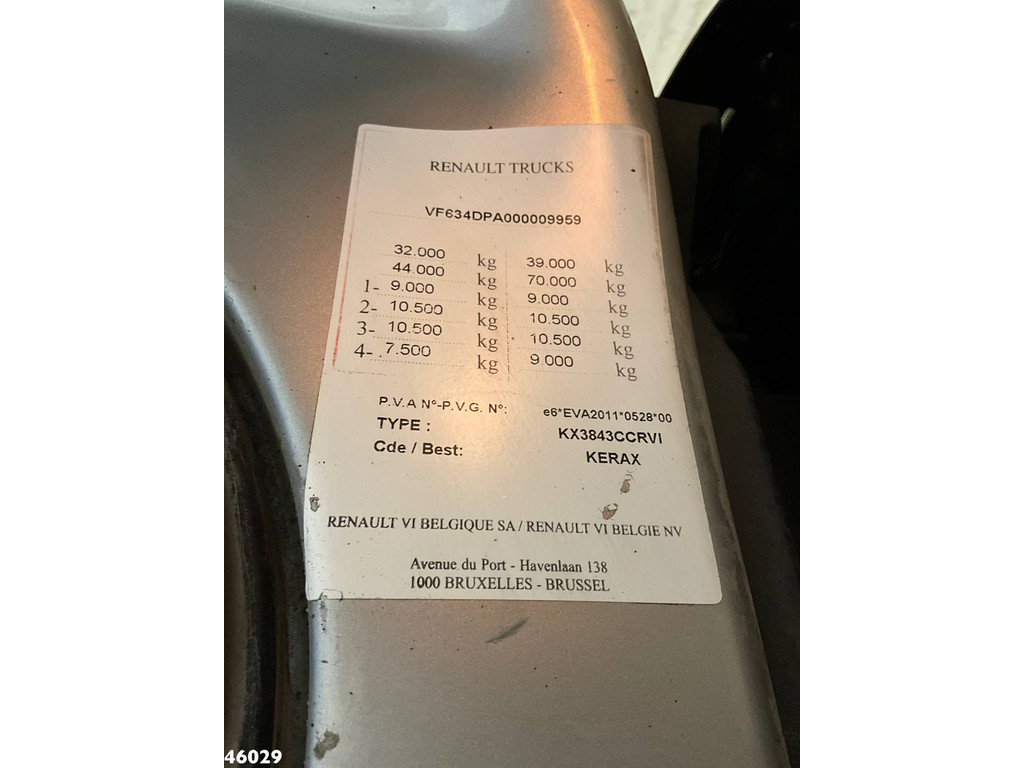 RENAULT TRUCKS
VF634DPA000009959
32.000 kg 39.000 kg
44.000 kg 70.000 kg
1- 9.000 kg 9.000 kg
2- 10.500 kg 10.500 kg
3- 10.500 kg 10.500 kg
4- 7.500 kg 9.000 kg
P.V.A N°-P.V.G. N°: e6*EVA2011*0528*00
TYPE : KX3843CCRVI
Cde / Best: KERAX
RENAULT VI BELGIQUE SA / RENAULT VI BELGIE NV
Avenue du Port - Havenlaan 138
1000 BRUXELLES - BRUSSEL
46029